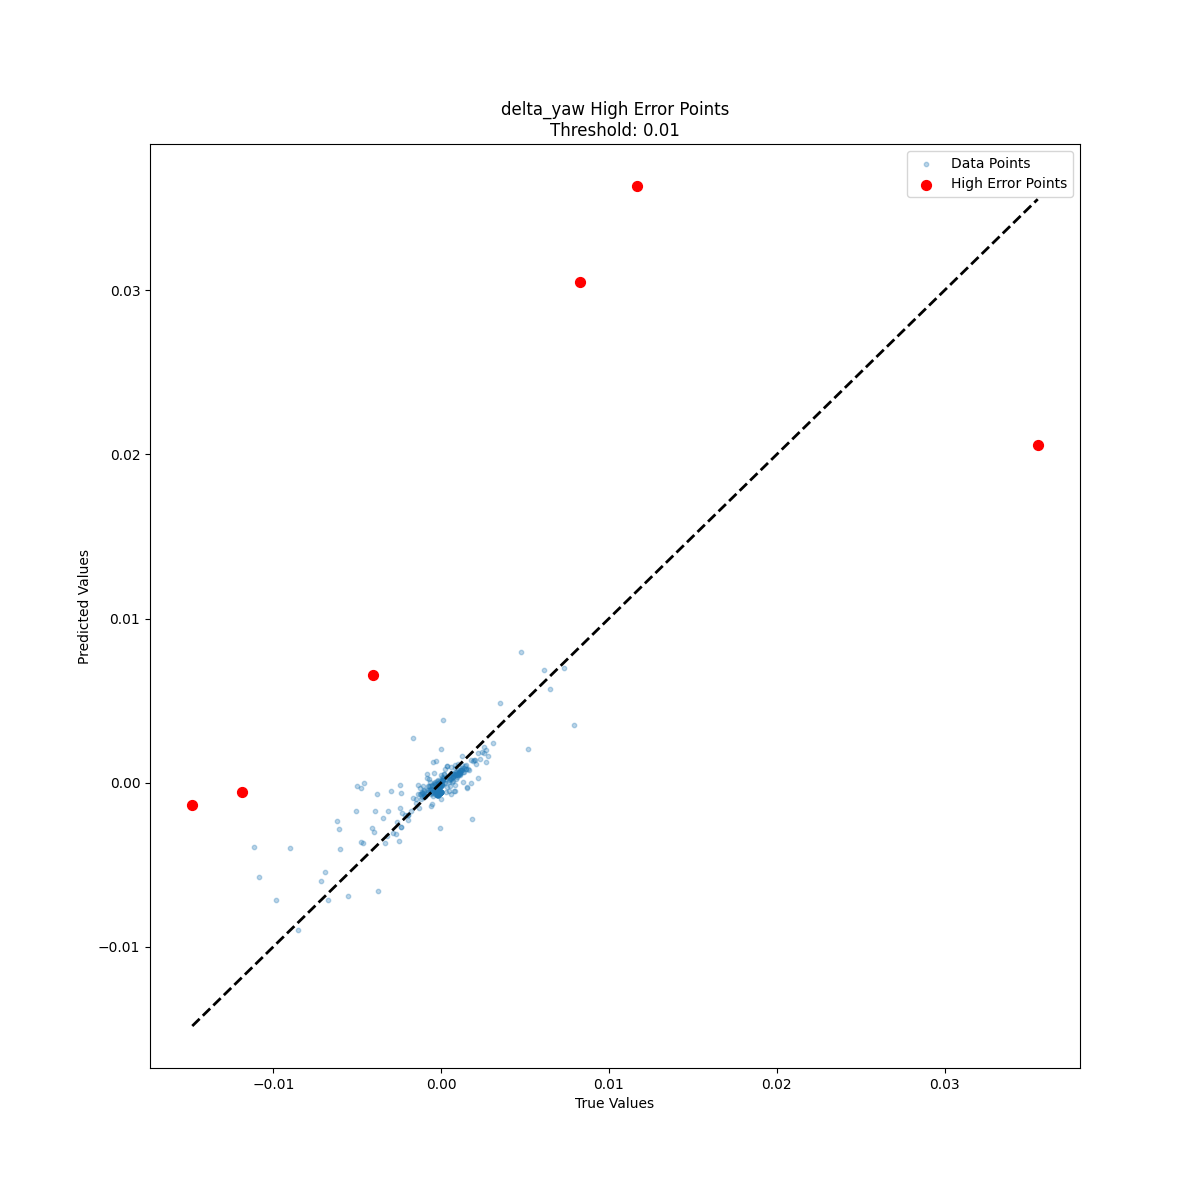 delta_yaw High Error Points
Threshold: 0.01
Data Points
High Error Points
0.03
0.02
0.01
0.00
−0.01
Predicted Values
−0.01
0.00
0.01
0.02
0.03
True Values